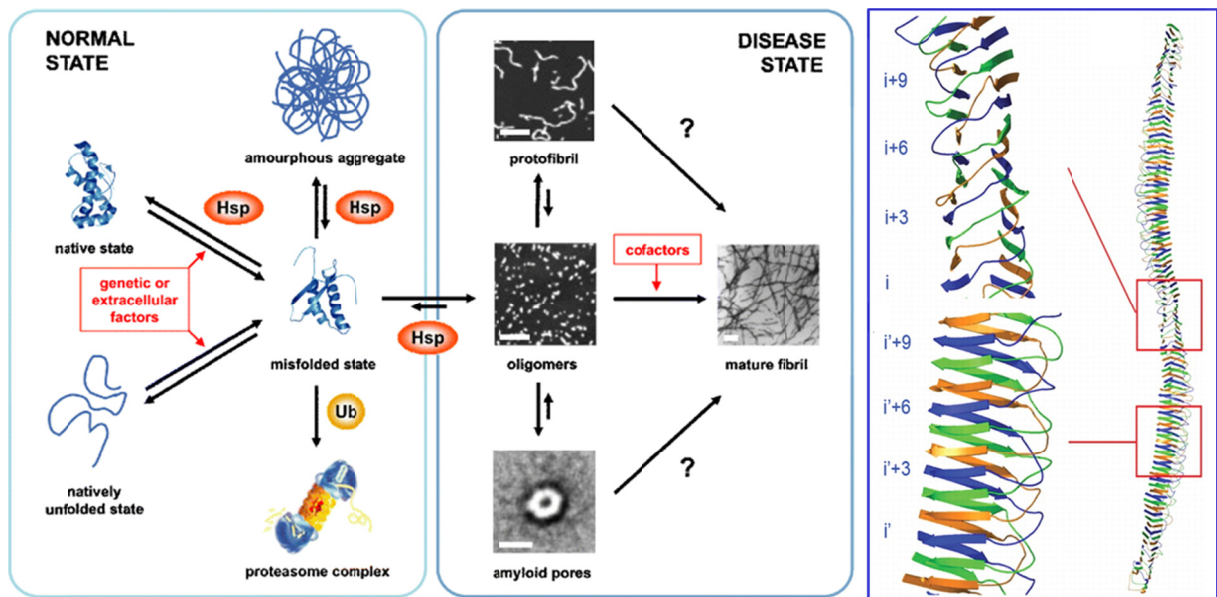 NORMAL
STATE
amourphous aggregate
Hsp
Hsp
native state
genetic or
extracellular
factors
misfolded state
Hsp
Ub
natively
unfolded state
proteasome complex
DISEASE
STATE
protofibril
?
cofactors
oligomers
mature fibril
?
amyloid pores
i+9
i+6
i+3
i
i'+9
i'+6
i'+3
i'